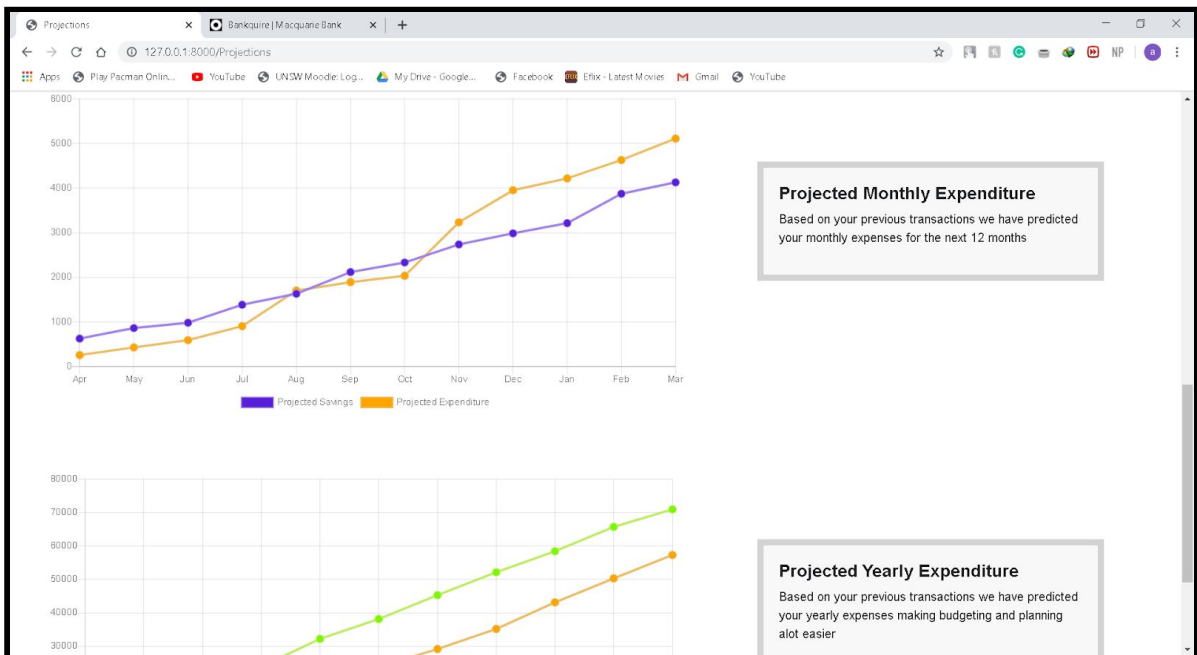 Projections
Bankquire | Macquarie Bank
127.0.0.1:8000/Projections
NP
a
Apps
Play Pacman Onlin...
YouTube
UNSW Moodle: Log...
My Drive - Google...
Facebook
Eflix - Latest Movies
Gmail
YouTube
6000
5000
4000
3000
2000
1000
0
Apr May Jun Jul Aug Sep Oct Nov Dec Jan Feb Mar
Projected Savings Projected Expenditure
Projected Monthly Expenditure
Based on your previous transactions we have predicted
your monthly expenses for the next 12 months
80000
70000
60000
50000
40000
30000
Projected Yearly Expenditure
Based on your previous transactions we have predicted
your yearly expenses making budgeting and planning
alot easier